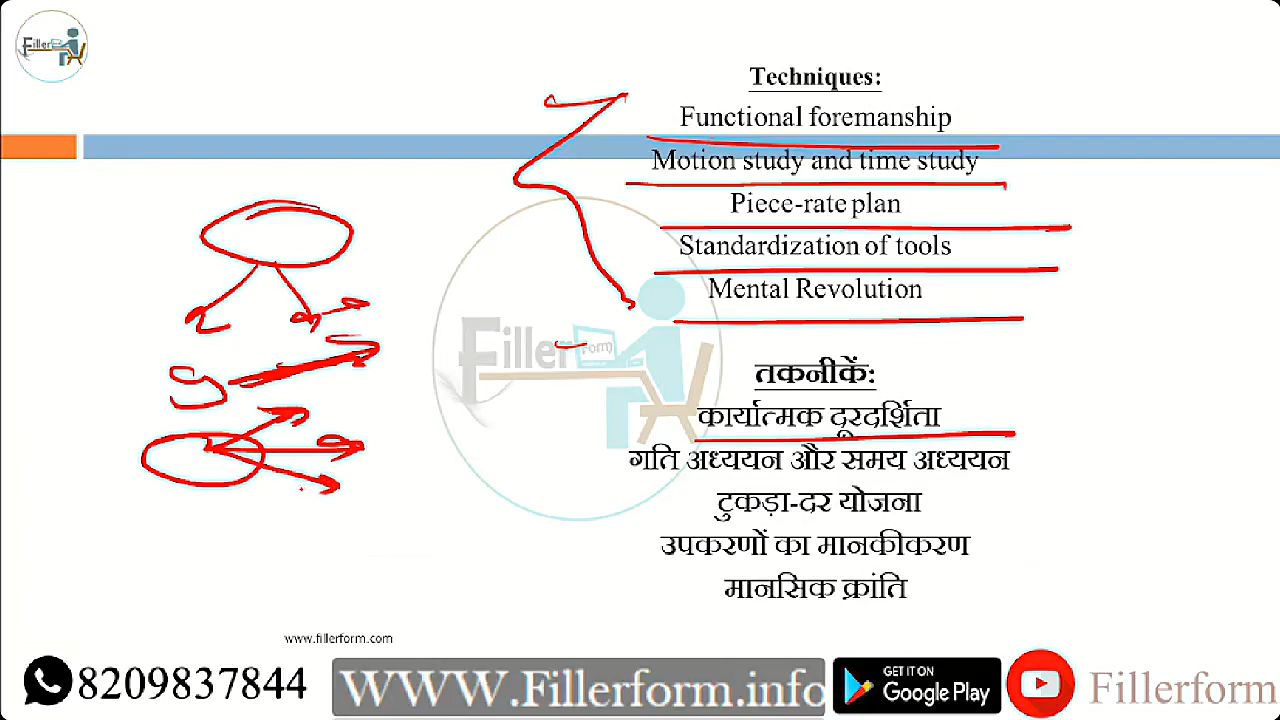 Filler
Techniques:
Functional foremanship
Motion study and time study
Piece-rate plan
Standardization of tools
Mental Revolution
Filler
Form
तकनीकें:
कार्यात्मक दूरदर्शिता
गति अध्ययन और समय अध्ययन
टुकड़ा-दर योजना
उपकरणों का मानकीकरण
मानसिक क्रांति
www.fillerform.com
8209837844
WWW.Fillerform.info
GET IT ON
Google Play
Fillerform